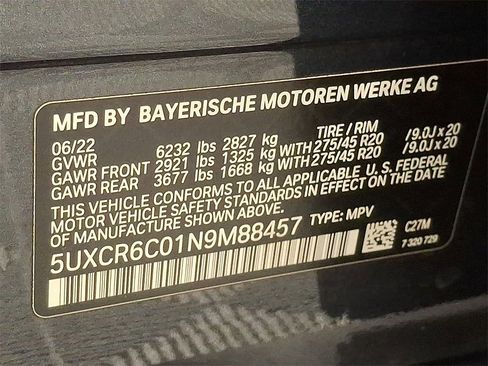 MFD BY BAYERISCHE MOTOREN WERKE AG
06/22 TIRE / RIM
GVWR 6232 lbs 2827 kg
GAWR FRONT 2921 lbs 1325 kg WITH 275/45 R20 /9.0J x 20
GAWR REAR 3677 lbs 1668 kg WITH 275/45 R20 /9.0J x 20
THIS VEHICLE CONFORMS TO ALL APPLICABLE U.S. FEDERAL
MOTOR VEHICLE SAFETY STANDARDS IN EFFECT ON THE DATE
OF MANUFACTURE SHOWN ABOVE.
5UXCR6C01N9M88457 TYPE: MPV
C27M
7 320 729